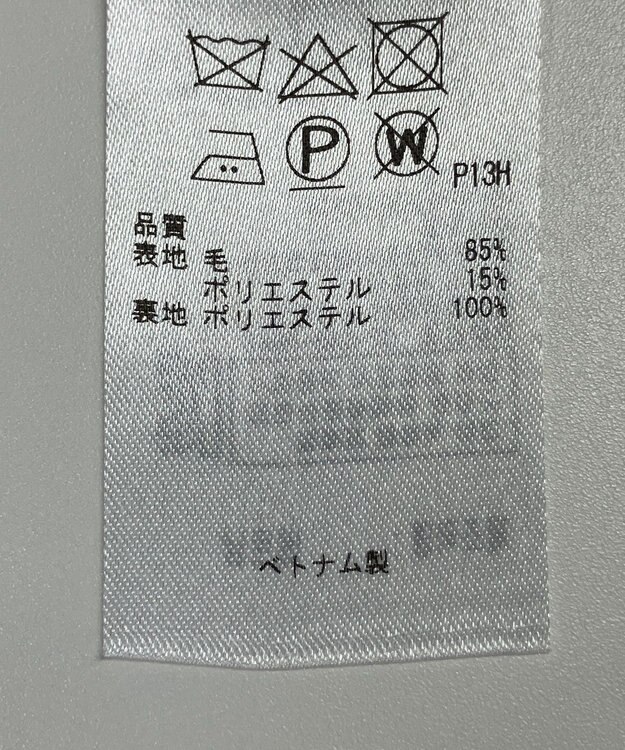 P W P13H
品質
表地 毛 85%
ポリエステル 15%
裏地 ポリエステル 100%
ベトナム製